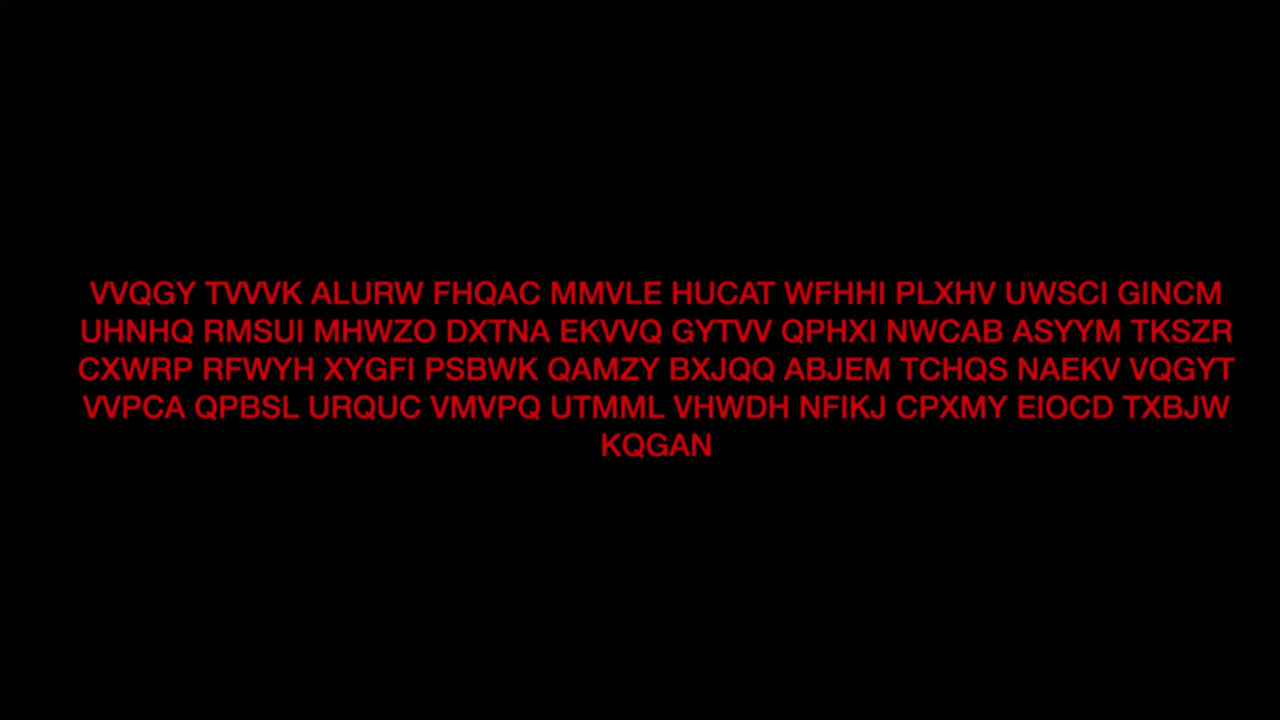 VVQGY TVVVK ALURW FHQAC MMVLE HUCAT WFHHI PLXHV UWSCI GINCM
UHNHQ RMSUI MHWZO DXTNA EKVVQ GYTVV QPHXI NWCAB ASYYM TKSZR
CXWRP RFWYH XYGFI PSBWK QAMZY BXJQQ ABJEM TCHQS NAEKV VQGYT
VVPCA QPBSL URQUC VMVPQ UTMML VHWDH NFIKJ CPXMY EIOCD TXBJW
KQGAN